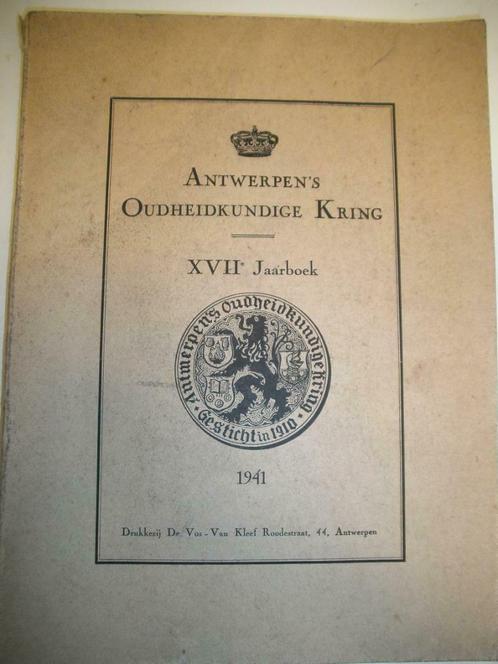 Antwerpen's
Oudheidkundige Kring
XVIIe Jaarboek
Antwerpen's Oudheidkundige Kring
Gesticht in 1910
1941
Drukkerij De Vos - Van Kleef Roodestraat, 44, Antwerpen